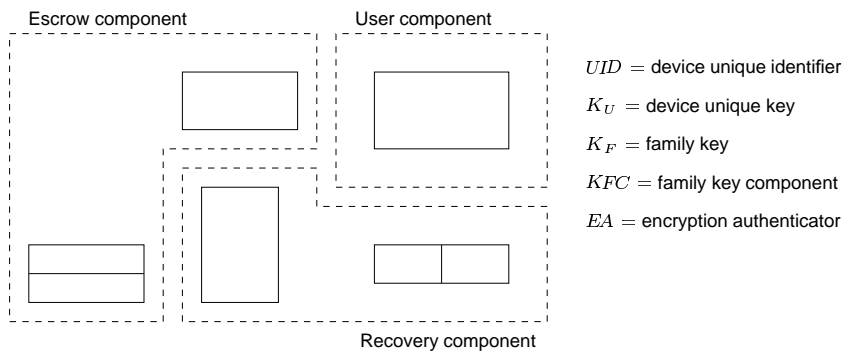 Escrow component
User component
UID = device unique identifier
K_U = device unique key
K_F = family key
KFC = family key component
EA = encryption authenticator
Recovery component